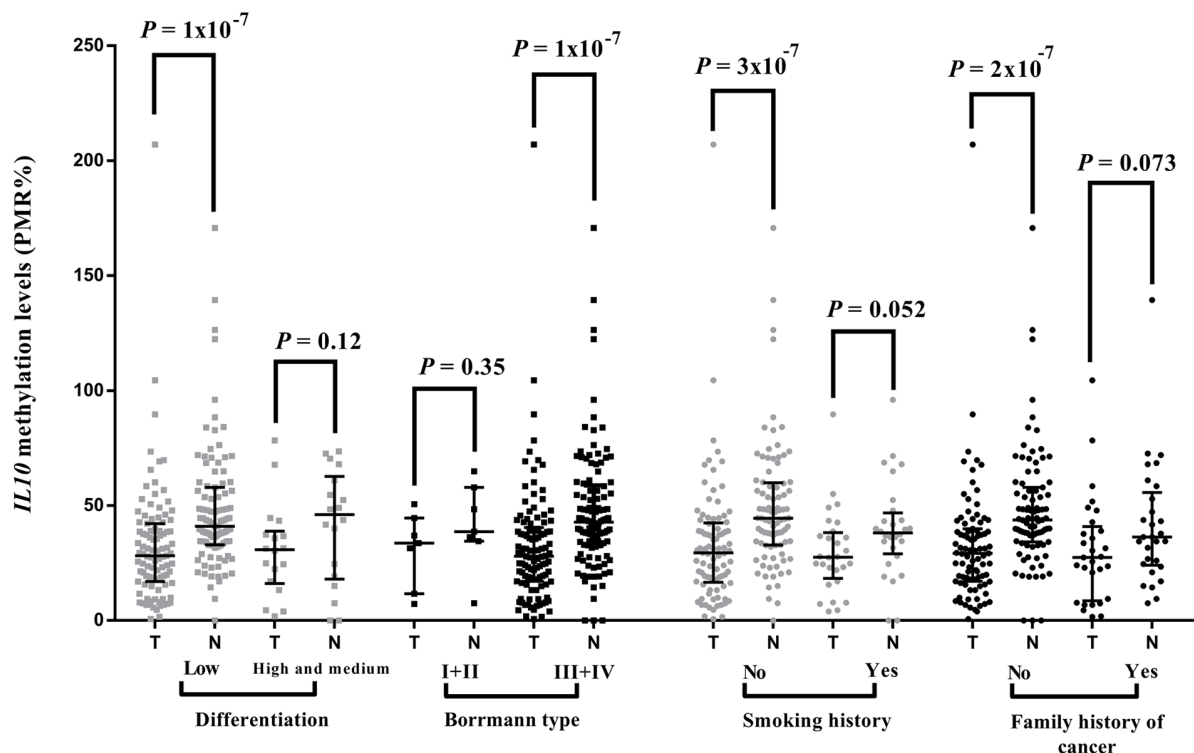 P = 1x10-7
P = 1x10-7
P = 3x10-7
P = 2x10-7
P = 0.073
P = 0.052
P = 0.12
P = 0.35
IL10 methylation levels (PMR%)
250
200
150
100
50
0
T N T N T N T N T N T N T N T N
Low High and medium I+II III+IV No Yes No Yes
Differentiation Borrmann type Smoking history Family history of
cancer